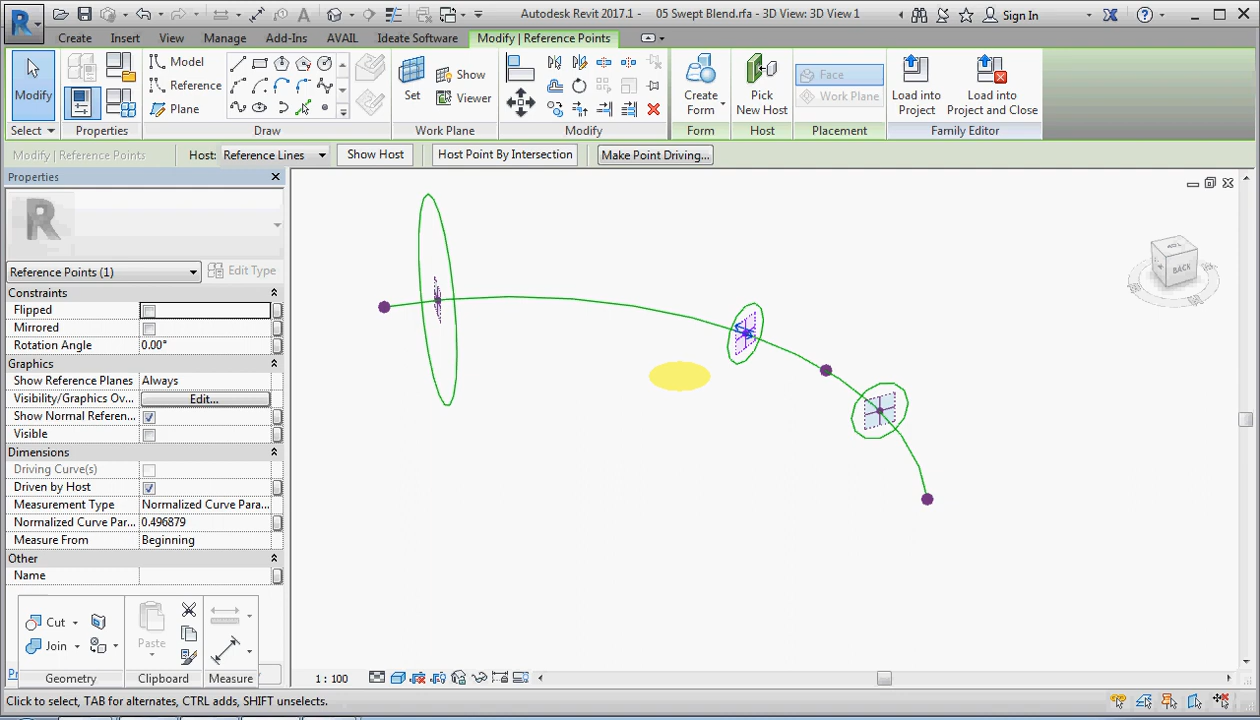 Autodesk Revit 2017.1 - 05 Swept Blend.rfa - 3D View: 3D View 1
Sign In
Create Insert View Manage Add-Ins AVAIL Ideate Software Modify | Reference Points
Modify
Model
Reference
Plane
Set
Show
Viewer
Create Form
Pick New Host
Face
Work Plane
Load into Project
Load into Project and Close
Select Properties Draw Work Plane Modify Form Host Placement Family Editor
Modify | Reference Points Host: Reference Lines Show Host Host Point By Intersection Make Point Driving...
Properties
R
Reference Points (1) Edit Type
Constraints
Flipped
Mirrored
Rotation Angle 0.00°
Graphics
Show Reference Planes Always
Visibility/Graphics Ov... Edit...
Show Normal Referen...
Visible
Dimensions
Driving Curve(s)
Driven by Host
Measurement Type Normalized Curve Para...
Normalized Curve Par... 0.496879
Measure From Beginning
Other
Name
Cut
Join
Paste
Geometry Clipboard Measure
Pr
BACK
1 : 100
Click to select, TAB for alternates, CTRL adds, SHIFT unselects.